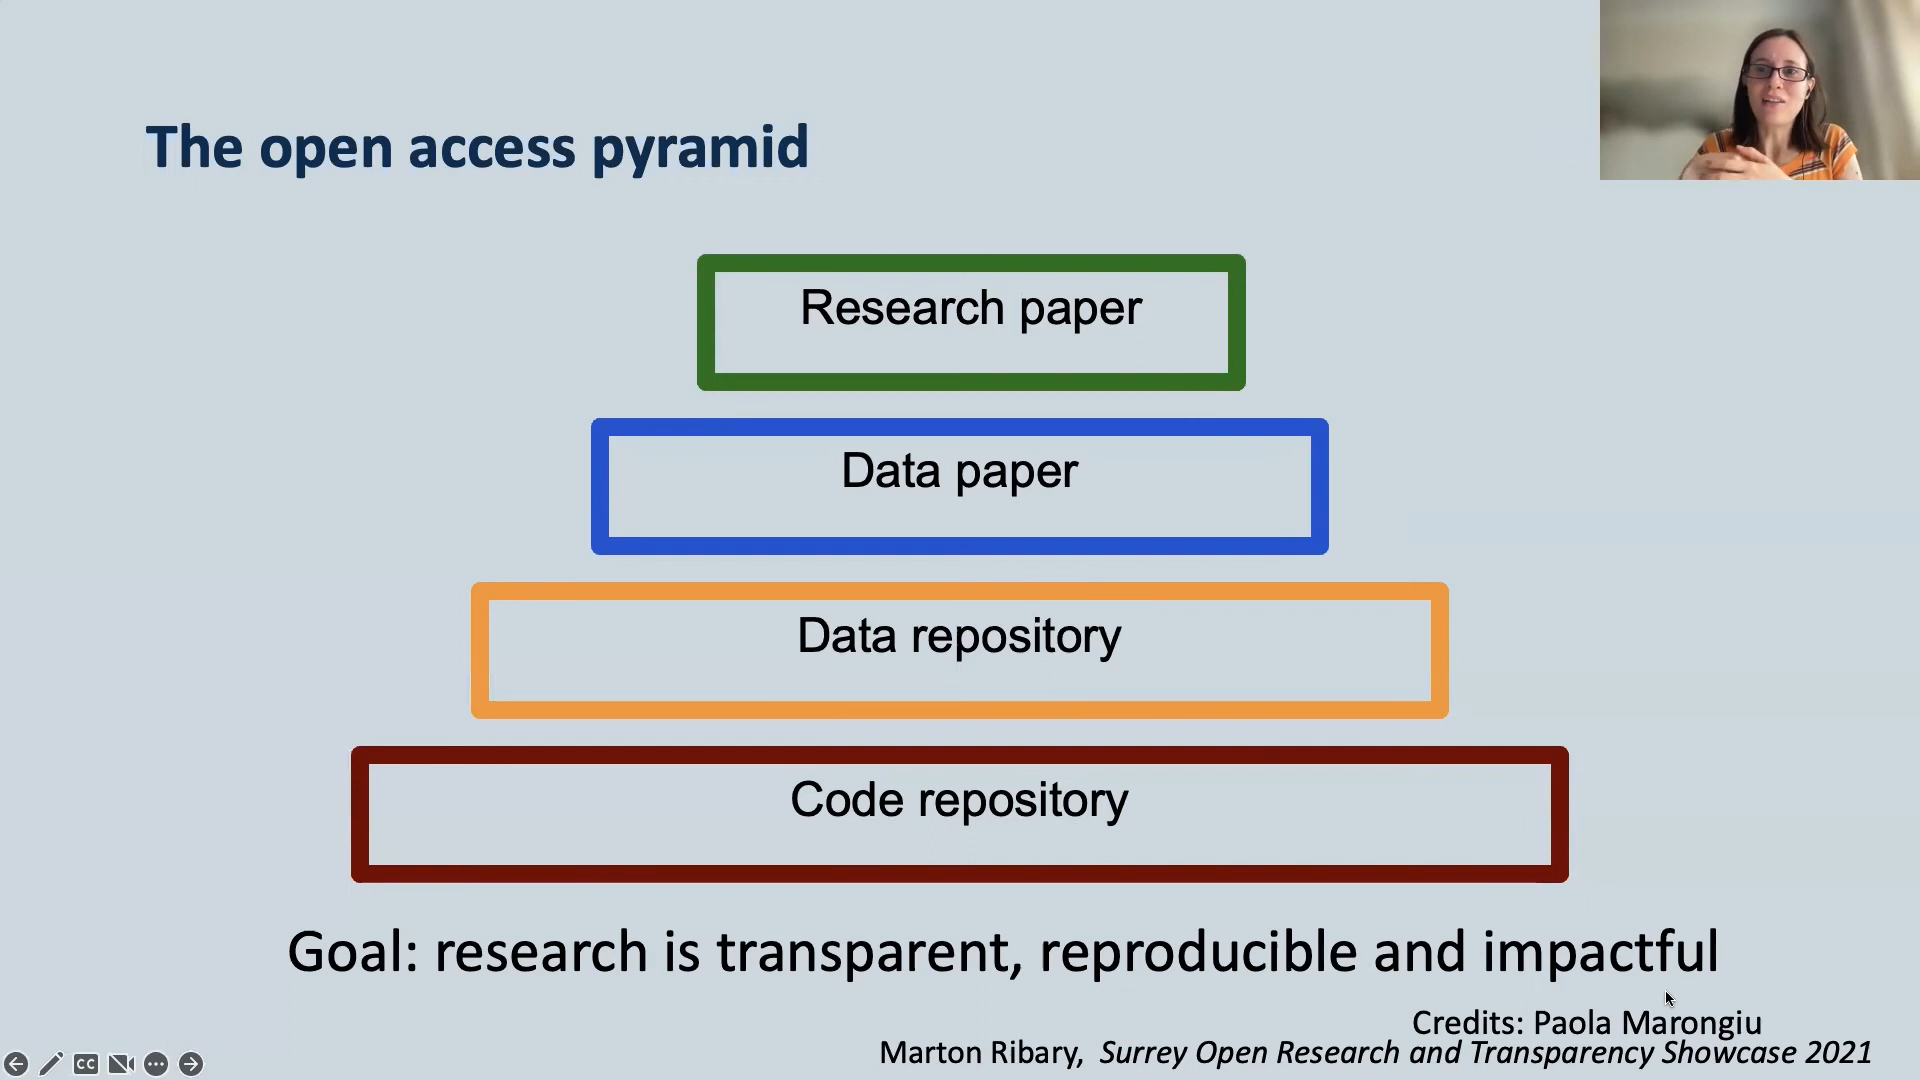 The open access pyramid
Research paper
Data paper
Data repository
Code repository
Goal: research is transparent, reproducible and impactful
Credits: Paola Marongiu
Marton Ribary, Surrey Open Research and Transparency Showcase 2021
CC